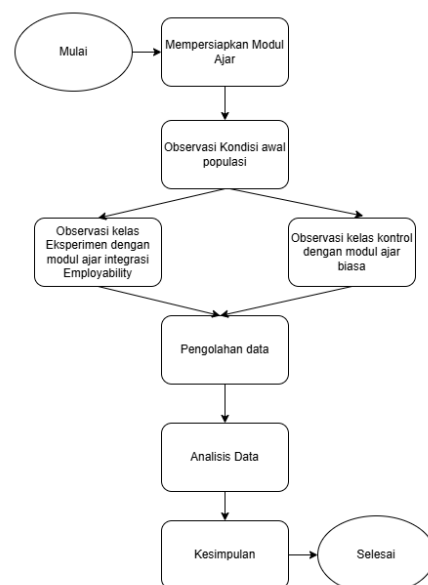 Mulai
Mempersiapkan Modul
Ajar
Observasi Kondisi awal
populasi
Observasi kelas
Eksperimen dengan
modul ajar integrasi
Employability
Observasi kelas kontrol
dengan modul ajar
biasa
Pengolahan data
Analisis Data
Kesimpulan
Selesai